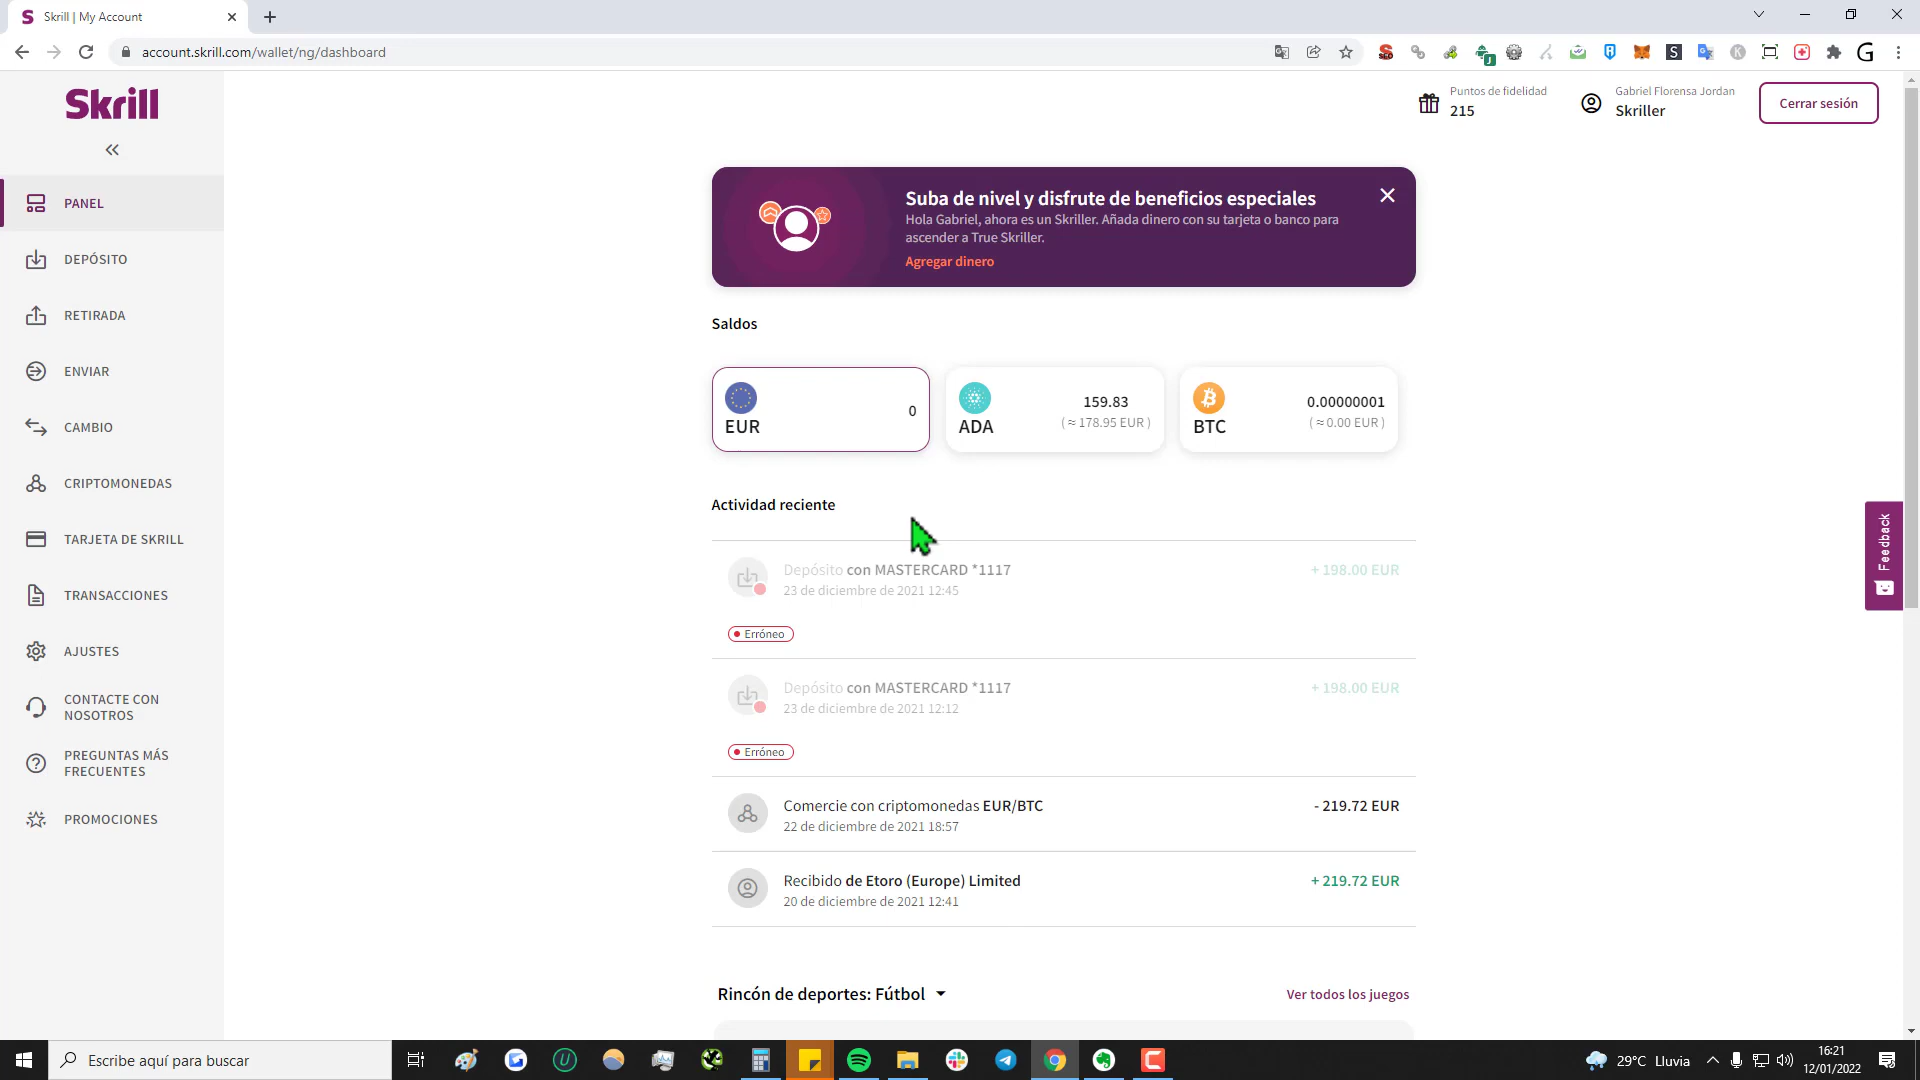 Skrill | My Account
account.skrill.com/wallet/ng/dashboard
Skrill
Puntos de fidelidad
215
Gabriel Florensa Jordan
Skriller
Cerrar sesión
PANEL
DEPÓSITO
RETIRADA
ENVIAR
CAMBIO
CRIPTOMONEDAS
TARJETA DE SKRILL
TRANSACCIONES
AJUSTES
CONTACTE CON
NOSOTROS
PREGUNTAS MÁS
FRECUENTES
PROMOCIONES
Suba de nivel y disfrute de beneficios especiales
Hola Gabriel, ahora es un Skriller. Añada dinero con su tarjeta o banco para
ascender a True Skriller.
Agregar dinero
Saldos
EUR
0
ADA
159.83
( ≈ 178.95 EUR )
BTC
0.00000001
( ≈ 0.00 EUR )
Actividad reciente
Depósito con MASTERCARD *1117
+ 198.00 EUR
23 de diciembre de 2021 12:45
Erróneo
Depósito con MASTERCARD *1117
+ 198.00 EUR
23 de diciembre de 2021 12:12
Erróneo
Comercie con criptomonedas EUR/BTC
- 219.72 EUR
22 de diciembre de 2021 18:57
Recibido de Etoro (Europe) Limited
+ 219.72 EUR
20 de diciembre de 2021 12:41
Rincón de deportes: Fútbol
Ver todos los juegos
Feedback
Escribe aquí para buscar
29°C Lluvia
16:21
12/01/2022